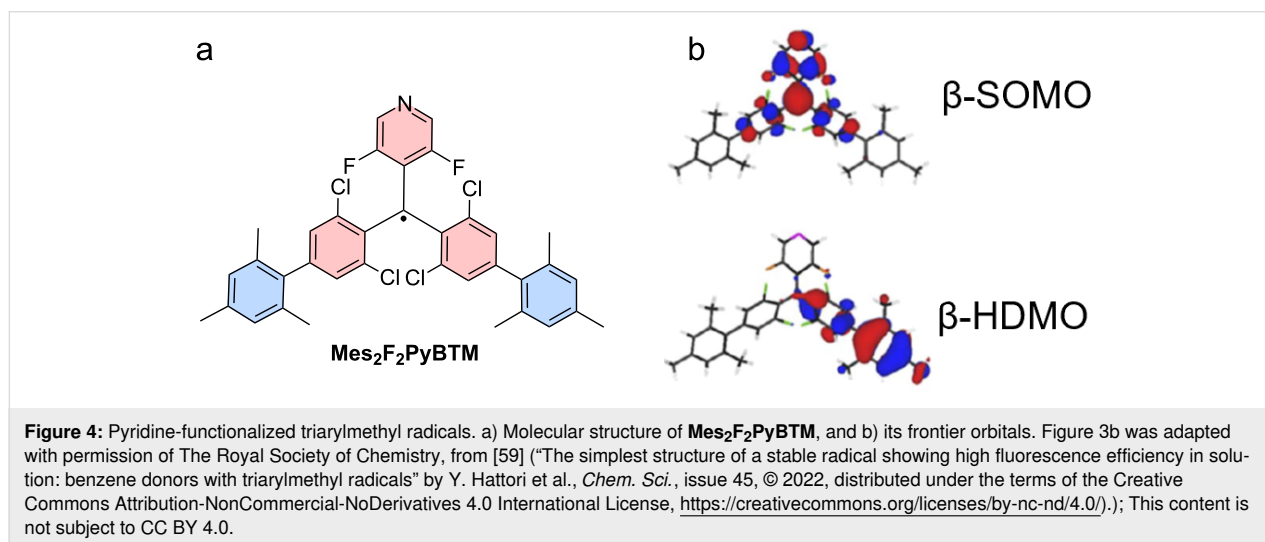 a
b
N
F
F
Cl
Cl
Cl
Cl
Mes₂F₂PyBTM
β-SOMO
β-HDMO
Figure 4: Pyridine-functionalized triarylmethyl radicals. a) Molecular structure of Mes₂F₂PyBTM, and b) its frontier orbitals. Figure 3b was adapted
with permission of The Royal Society of Chemistry, from [59] (“The simplest structure of a stable radical showing high fluorescence efficiency in solu-
tion: benzene donors with triarylmethyl radicals” by Y. Hattori et al., Chem. Sci., issue 45, © 2022, distributed under the terms of the Creative
Commons Attribution-NonCommercial-NoDerivatives 4.0 International License, https://creativecommons.org/licenses/by-nc-nd/4.0/).); This content is
not subject to CC BY 4.0.